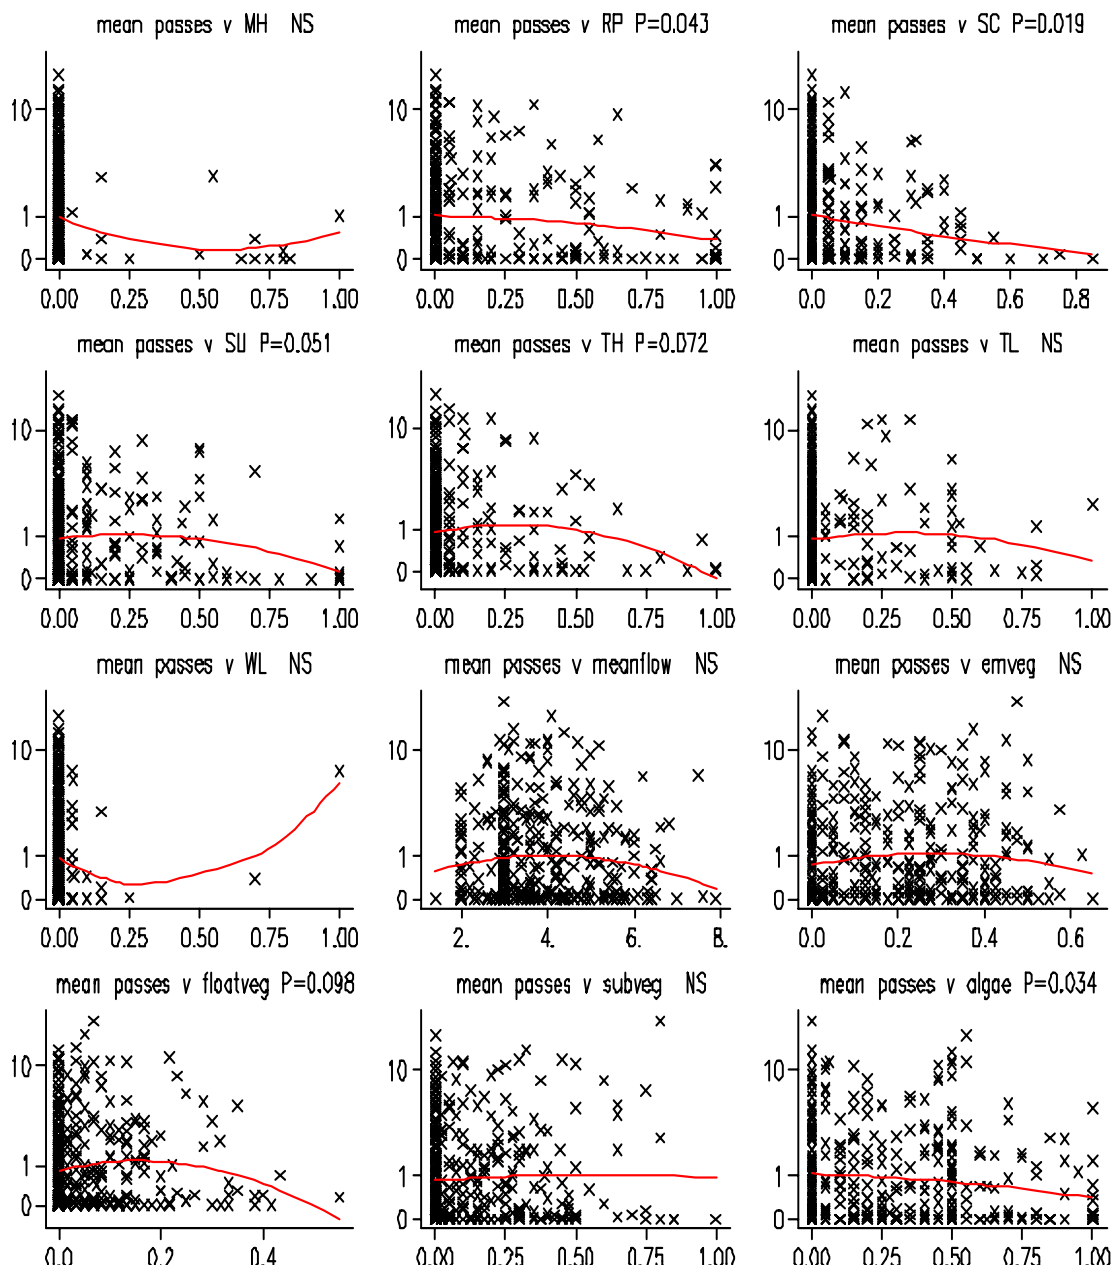 mean passes v MH NS
mean passes v RP P=0.043
mean passes v SC P=0.019
10
1
0
0.00 0.25 0.50 0.75 1.00
10
1
0
0.00 0.25 0.50 0.75 1.00
10
1
0
0.0 0.2 0.4 0.6 0.8
mean passes v SU P=0.051
mean passes v TH P=0.072
mean passes v TL NS
10
1
0
0.00 0.25 0.50 0.75 1.00
10
1
0
0.00 0.25 0.50 0.75 1.00
10
1
0
0.00 0.25 0.50 0.75 1.00
mean passes v WL NS
mean passes v meanflow NS
mean passes v emveg NS
10
1
0
0.00 0.25 0.50 0.75 1.00
10
1
0
2. 4. 6. 8.
10
1
0
0.0 0.2 0.4 0.6
mean passes v floatveg P=0.098
mean passes v subveg NS
mean passes v algae P=0.034
10
1
0
0.0 0.2 0.4
10
1
0
0.00 0.25 0.50 0.75 1.00
10
1
0
0.00 0.25 0.50 0.75 1.00